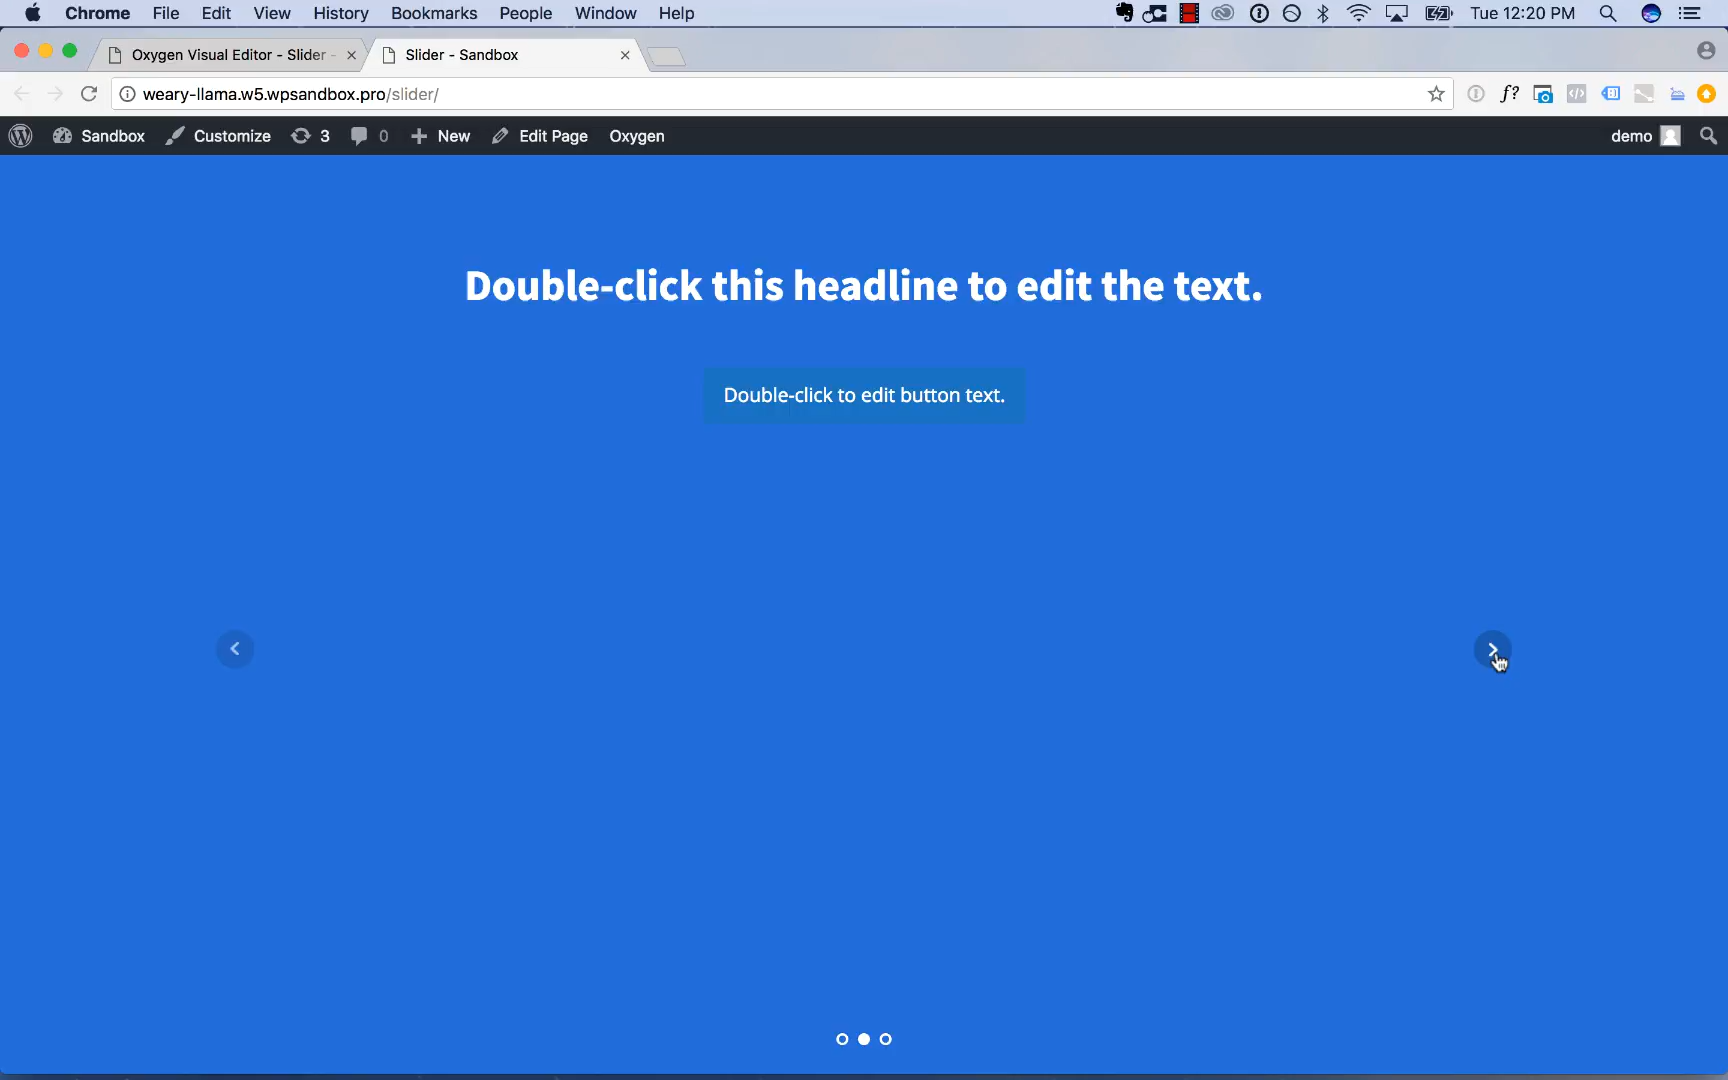 Chrome File Edit View History Bookmarks People Window Help Tue 12:20 PM
Oxygen Visual Editor - Slider - Slider - Sandbox
weary-llama.w5.wpsandbox.pro/slider/ f?
Sandbox Customize 3 0 New Edit Page Oxygen demo
Double-click this headline to edit the text.
Double-click to edit button text.